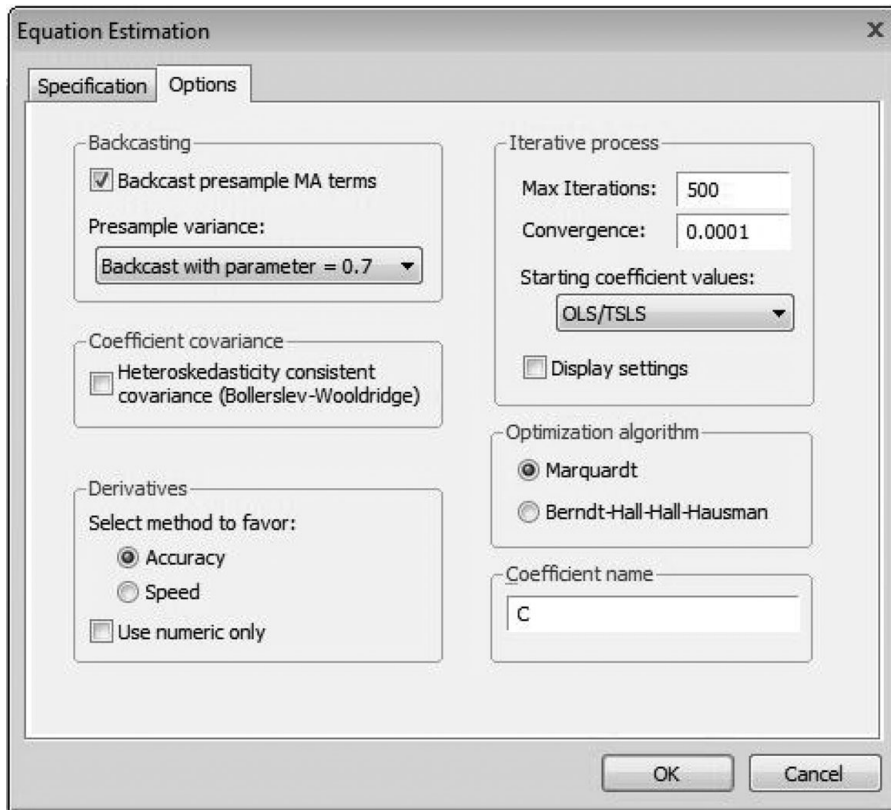 Equation Estimation
Specification
Options
Backcasting
Backcast presample MA terms
Presample variance:
Backcast with parameter = 0.7
Coefficient covariance
Heteroskedasticity consistent
covariance (Bollerslev-Wooldridge)
Derivatives
Select method to favor:
Accuracy
Speed
Use numeric only
Iterative process
Max Iterations: 500
Convergence: 0.0001
Starting coefficient values:
OLS/TSLS
Display settings
Optimization algorithm
Marquardt
Berndt-Hall-Hall-Hausman
Coefficient name
C
OK
Cancel